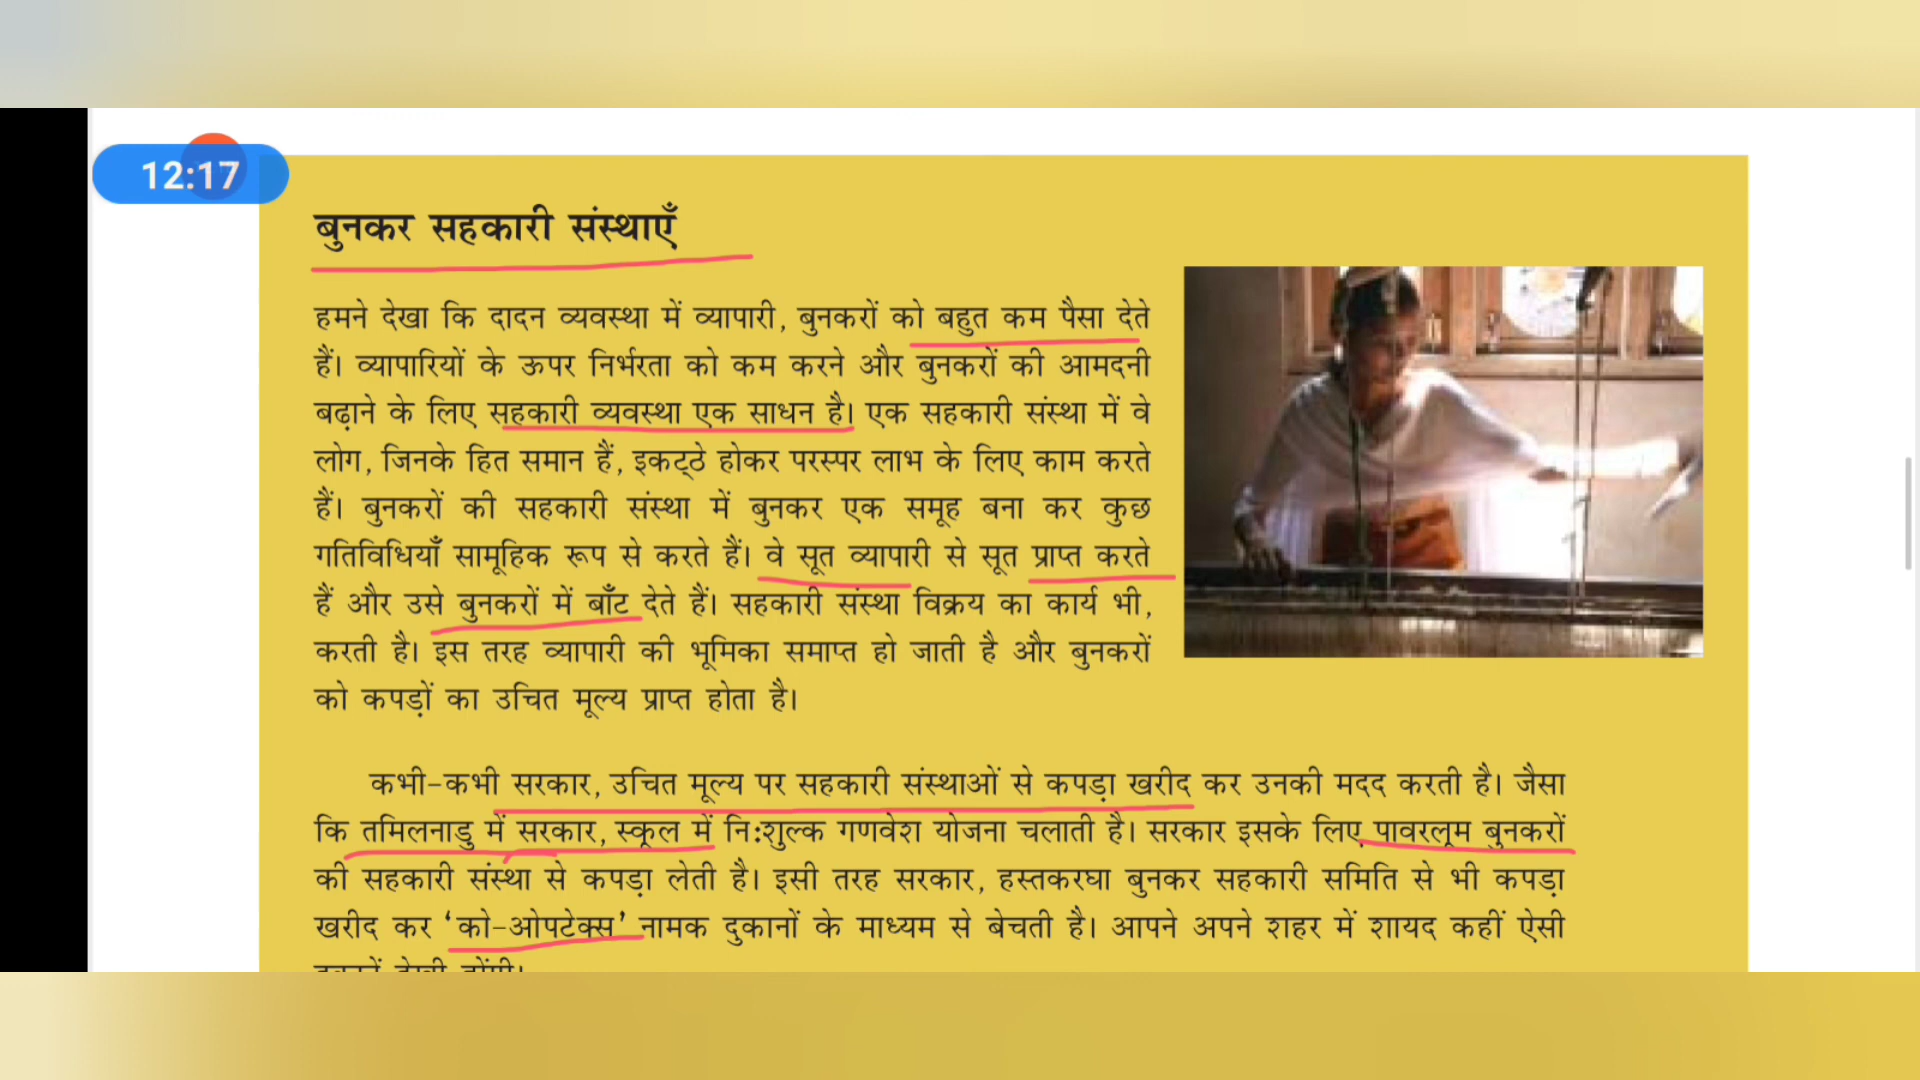 12:17
बुनकर सहकारी संस्थाएँ
हमने देखा कि दादन व्यवस्था में व्यापारी, बुनकरों को बहुत कम पैसा देते
हैं। व्यापारियों के ऊपर निर्भरता को कम करने और बुनकरों की आमदनी
बढ़ाने के लिए सहकारी व्यवस्था एक साधन है। एक सहकारी संस्था में वे
लोग, जिनके हित समान हैं, इकट्ठे होकर परस्पर लाभ के लिए काम करते
हैं। बुनकरों की सहकारी संस्था में बुनकर एक समूह बना कर कुछ
गतिविधियाँ सामूहिक रूप से करते हैं। वे सूत व्यापारी से सूत प्राप्त करते
हैं और उसे बुनकरों में बाँट देते हैं। सहकारी संस्था विक्रय का कार्य भी,
करती है। इस तरह व्यापारी की भूमिका समाप्त हो जाती है और बुनकरों
को कपड़ों का उचित मूल्य प्राप्त होता है।
कभी-कभी सरकार, उचित मूल्य पर सहकारी संस्थाओं से कपड़ा खरीद कर उनकी मदद करती है। जैसा
कि तमिलनाडु में सरकार, स्कूल में नि:शुल्क गणवेश योजना चलाती है। सरकार इसके लिए पावरलूम बुनकरों
की सहकारी संस्था से कपड़ा लेती है। इसी तरह सरकार, हस्तकरघा बुनकर सहकारी समिति से भी कपड़ा
खरीद कर ‘को-ओपटेक्स’ नामक दुकानों के माध्यम से बेचती है। आपने अपने शहर में शायद कहीं ऐसी